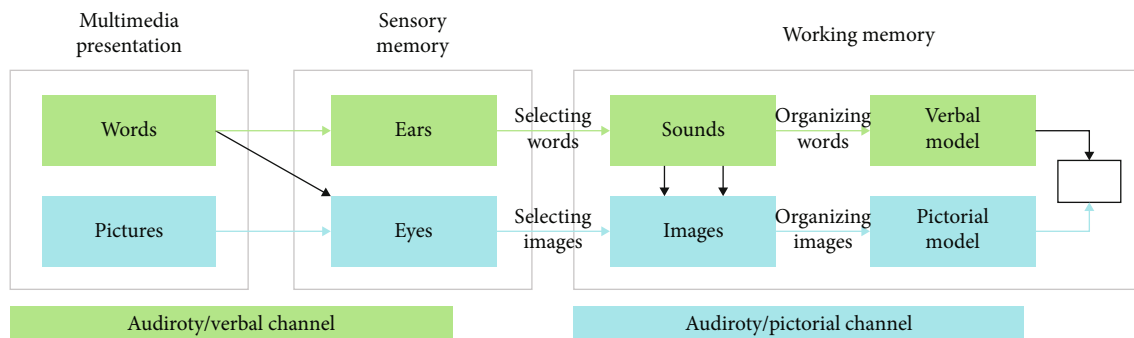 Multimedia
presentation
Sensory
memory
Working memory
Words
Ears
Selecting
words
Sounds
Organizing
words
Verbal
model
Pictures
Eyes
Selecting
images
Images
Organizing
images
Pictorial
model
Audiroty/verbal channel
Audiroty/pictorial channel